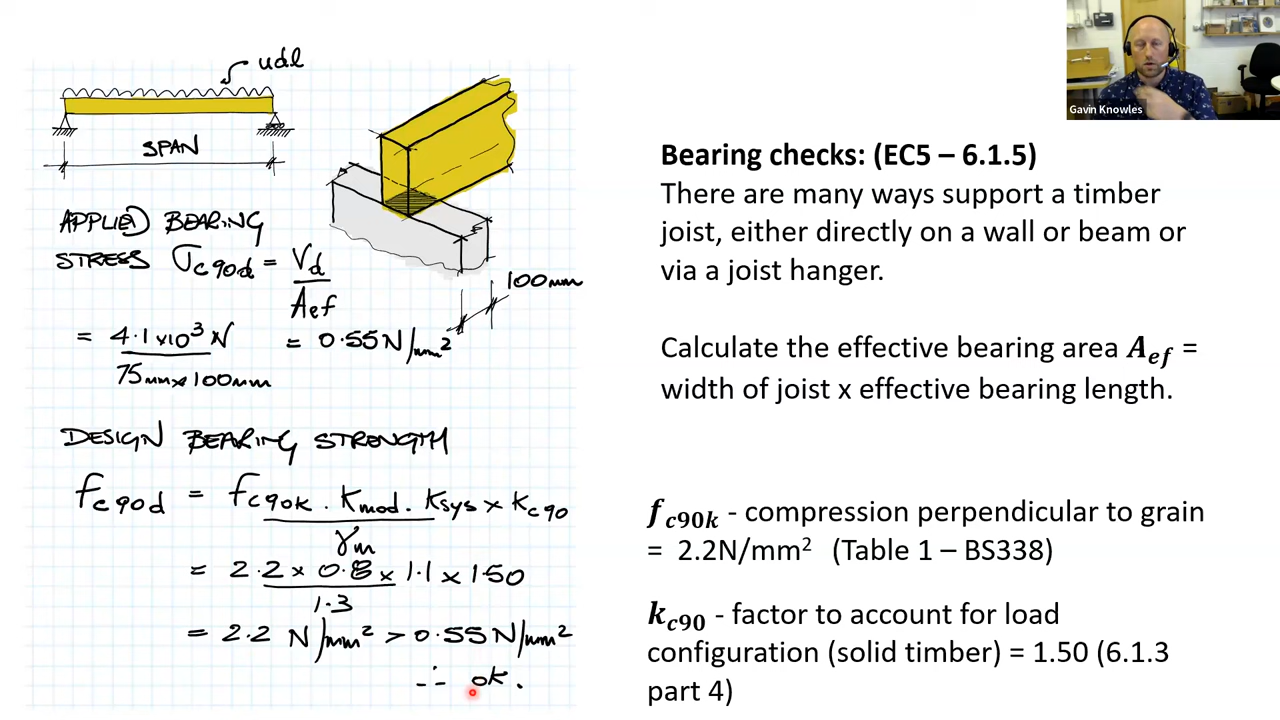 udl
SPAN
APPLIED BEARING
STRESS σc90d = Vd
Aef
= 4.1 x10³ N = 0.55N/mm²
75mm x 100mm
100mm
DESIGN BEARING STRENGTH
fc90d = fc90k . Kmod . Ksys x kc90
γm
= 2.2 x 0.8 x 1.1 x 1.50
1.3
= 2.2 N/mm² > 0.55N/mm²
∴ ok.
Gavin Knowles
Bearing checks: (EC5 – 6.1.5)
There are many ways support a timber
joist, either directly on a wall or beam or
via a joist hanger.
Calculate the effective bearing area Aef =
width of joist x effective bearing length.
fc90k - compression perpendicular to grain
= 2.2N/mm² (Table 1 – BS338)
kc90 - factor to account for load
configuration (solid timber) = 1.50 (6.1.3
part 4)